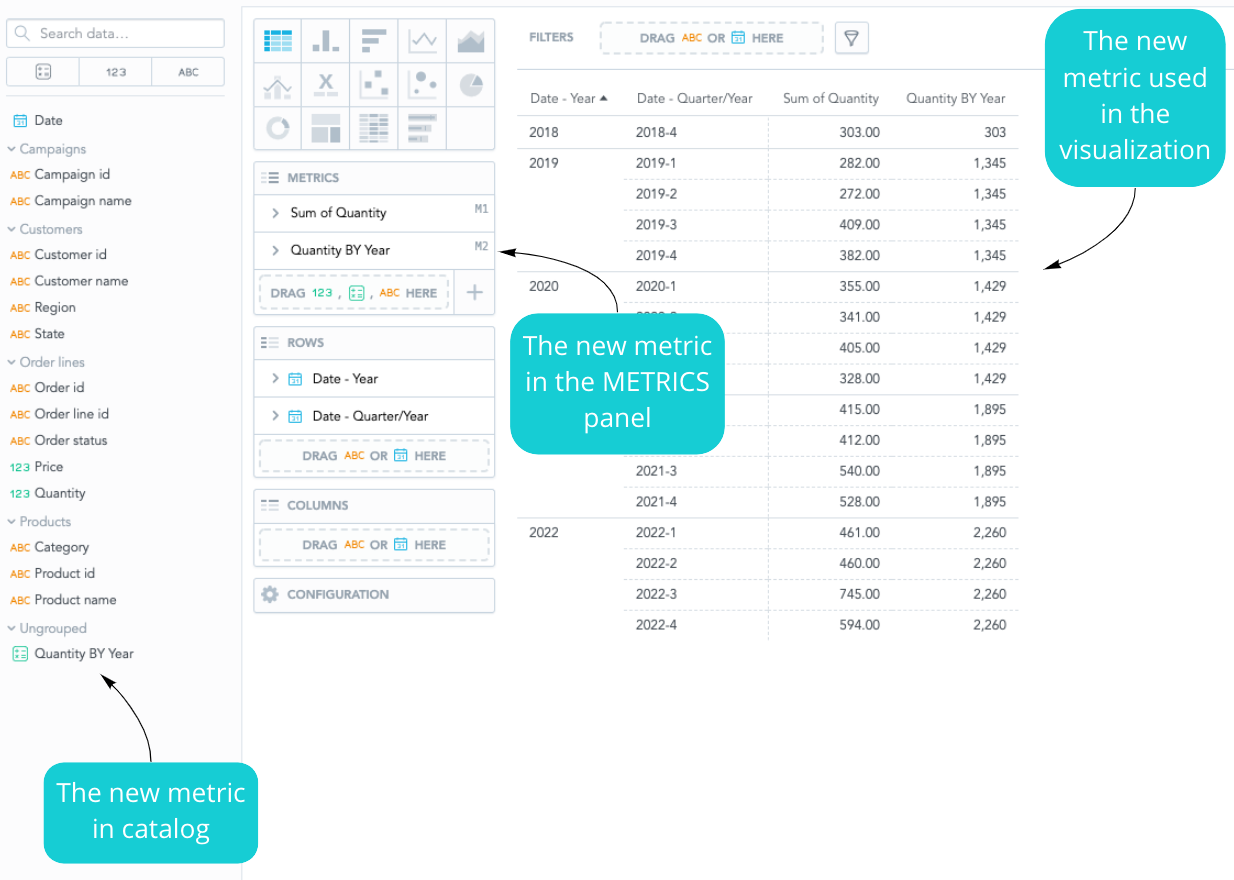 Search data...
123
ABC
Date
Campaigns
ABC Campaign id
ABC Campaign name
Customers
ABC Customer id
ABC Customer name
ABC Region
ABC State
Order lines
ABC Order id
ABC Order line id
ABC Order status
123 Price
123 Quantity
Products
ABC Category
ABC Product id
ABC Product name
Ungrouped
Quantity BY Year
The new metric
in catalog
METRICS
Sum of Quantity M1
Quantity BY Year M2
DRAG 123 , , ABC HERE
ROWS
Date - Year
Date - Quarter/Year
DRAG ABC OR 31 HERE
COLUMNS
DRAG ABC OR 31 HERE
CONFIGURATION
The new metric
in the METRICS
panel
FILTERS DRAG ABC OR 31 HERE
Date - Year Date - Quarter/Year Sum of Quantity Quantity BY Year
2018 2018-4 303.00 303
2019 2019-1 282.00 1,345
2019-2 272.00 1,345
2019-3 409.00 1,345
2019-4 382.00 1,345
2020 2020-1 355.00 1,429
341.00 1,429
405.00 1,429
328.00 1,429
415.00 1,895
412.00 1,895
2021-3 540.00 1,895
2021-4 528.00 1,895
2022 2022-1 461.00 2,260
2022-2 460.00 2,260
2022-3 745.00 2,260
2022-4 594.00 2,260
The new
metric used
in the
visualization